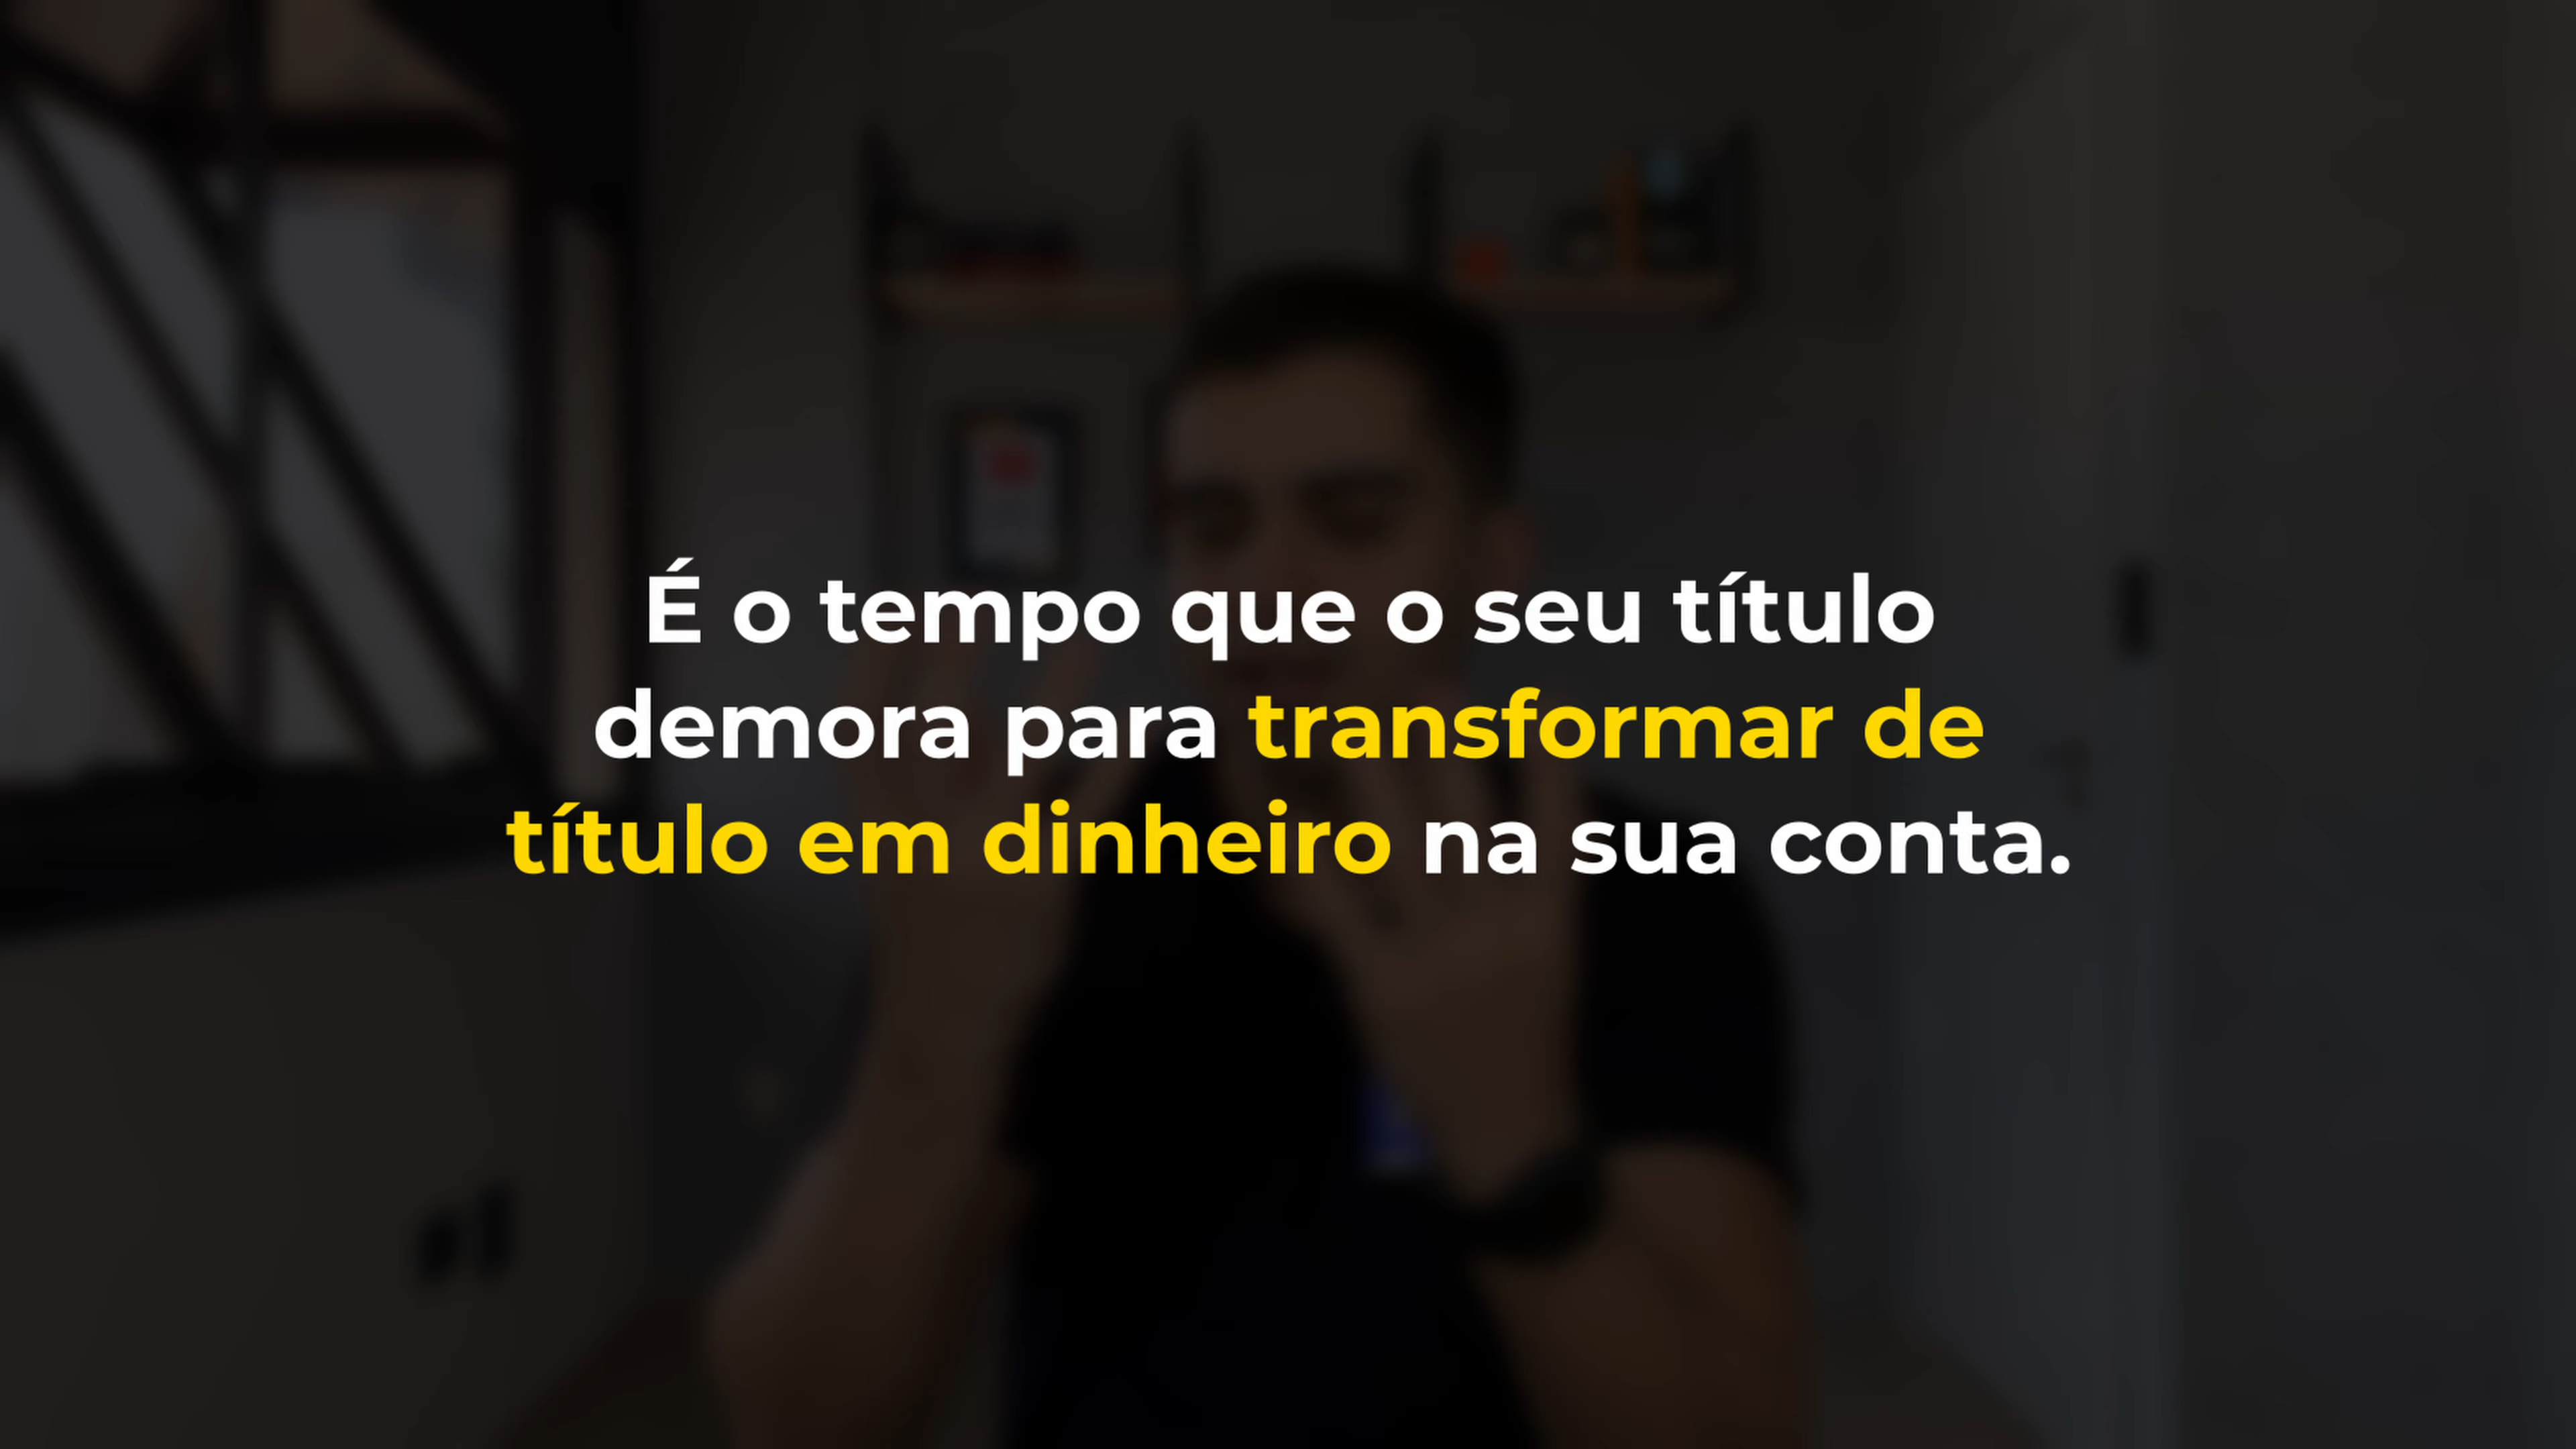 É o tempo que o seu título
demora para transformar de
título em dinheiro na sua conta.